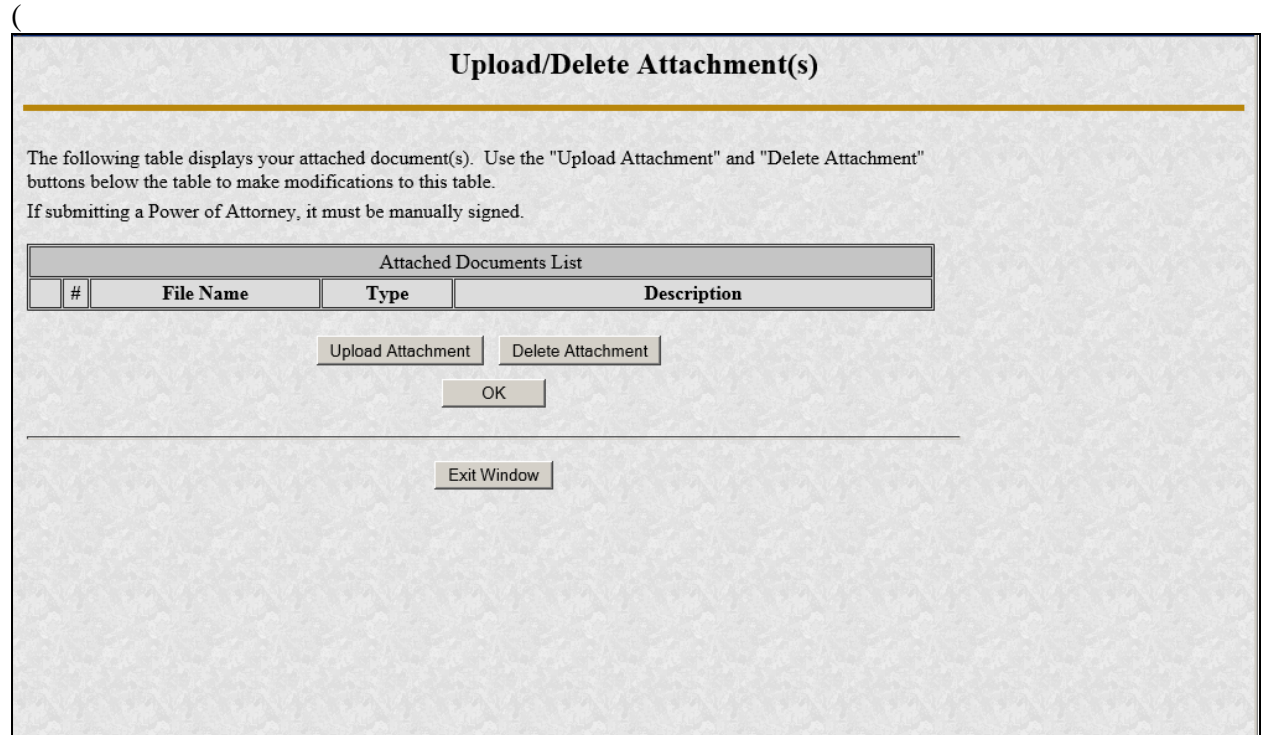 (
Upload/Delete Attachment(s)
The following table displays your attached document(s). Use the "Upload Attachment" and "Delete Attachment"
buttons below the table to make modifications to this table.
If submitting a Power of Attorney, it must be manually signed.
Attached Documents List
# File Name Type Description
Upload Attachment Delete Attachment
OK
Exit Window